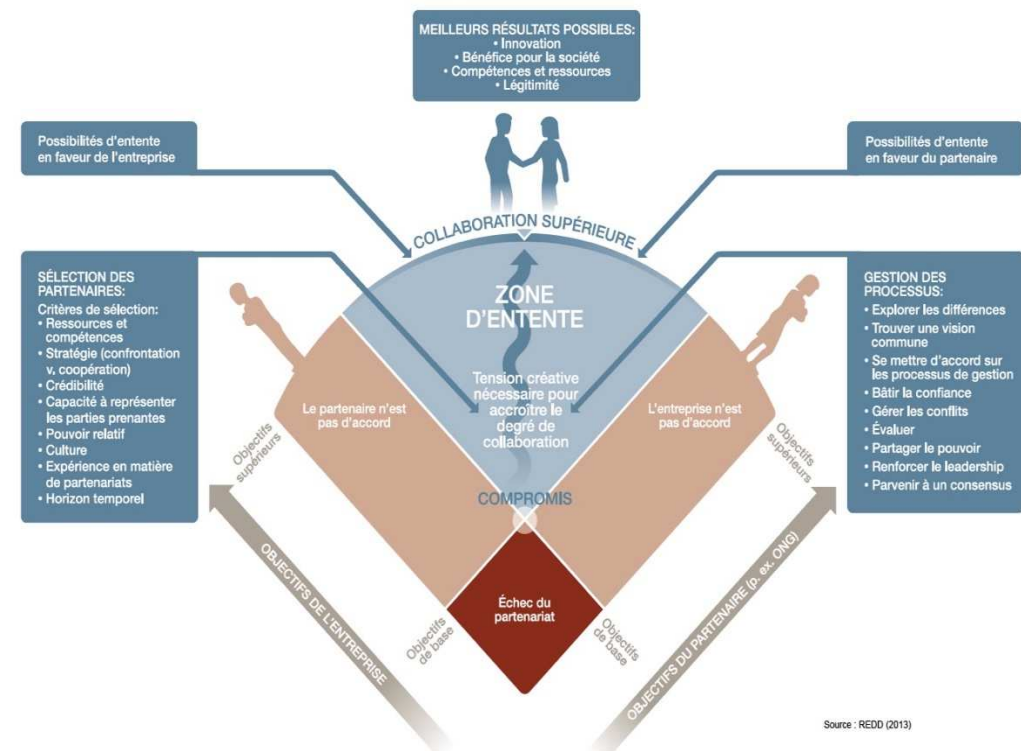 MEILLEURS RÉSULTATS POSSIBLES:
• Innovation
• Bénéfice pour la société
• Compétences et ressources
• Légitimité
Possibilités d'entente
en faveur de l'entreprise
Possibilités d'entente
en faveur du partenaire
COLLABORATION SUPÉRIEURE
SÉLECTION DES
PARTENAIRES:
Critères de sélection:
• Ressources et
compétences
• Stratégie (confrontation
v, coopération)
• Crédibilité
• Capacité à représenter
les parties prenantes
• Pouvoir relatif
• Culture
• Expérience en matière
de partenariats
• Horizon temporel
ZONE
D'ENTENTE
Tension créative
nécessaire pour
accroître le
degré de
collaboration
GESTION DES
PROCESSUS:
• Explorer les différences
• Trouver une vision
commune
• Se mettre d'accord sur
les processus de gestion
• Bâtir la confiance
• Gérer les conflits
• Évaluer
• Partager le pouvoir
• Renforcer le leadership
• Parvenir à un consensus
Le partenaire n'est
pas d'accord
L'entreprise n'est
pas d'accord
Objectifs
supérieurs
Objectifs
supérieurs
COMPROMIS
Échec du
partenariat
Objectifs
de base
Objectifs
de base
OBJECTIFS DE L'ENTREPRISE
OBJECTIFS DU PARTENAIRE (p. ex. ONG)
Source : REDD (2013)